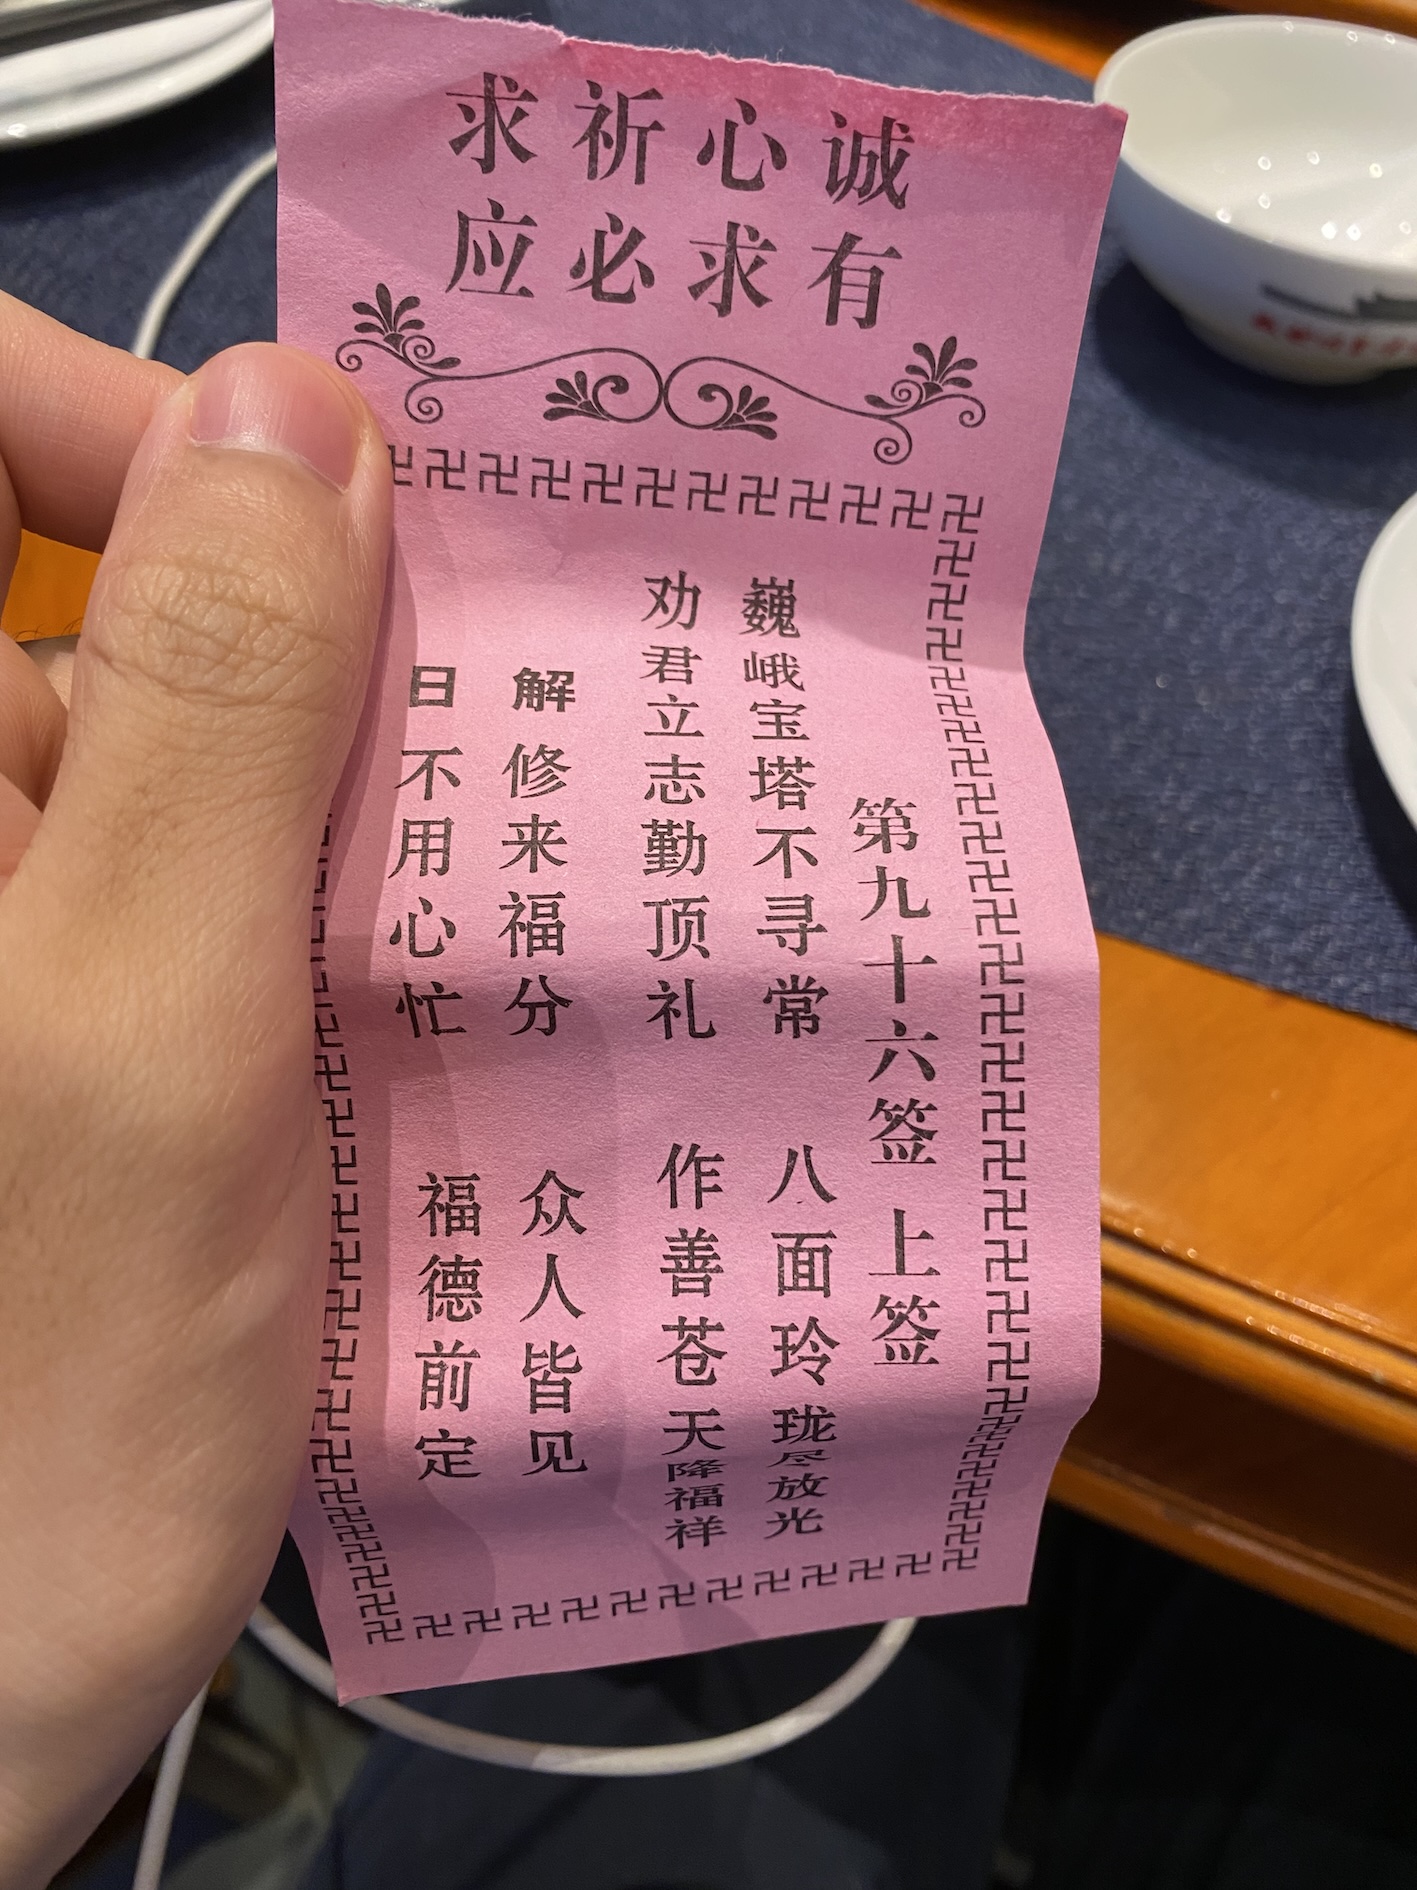 诚心祈求
有求必应
第九十六签 上签
巍峨宝塔不寻常 八面玲珑尽放光
劝君立志勤顶礼 作善苍天降福祥
解 修来福分 众人皆见
日 不用心忙 福德前定